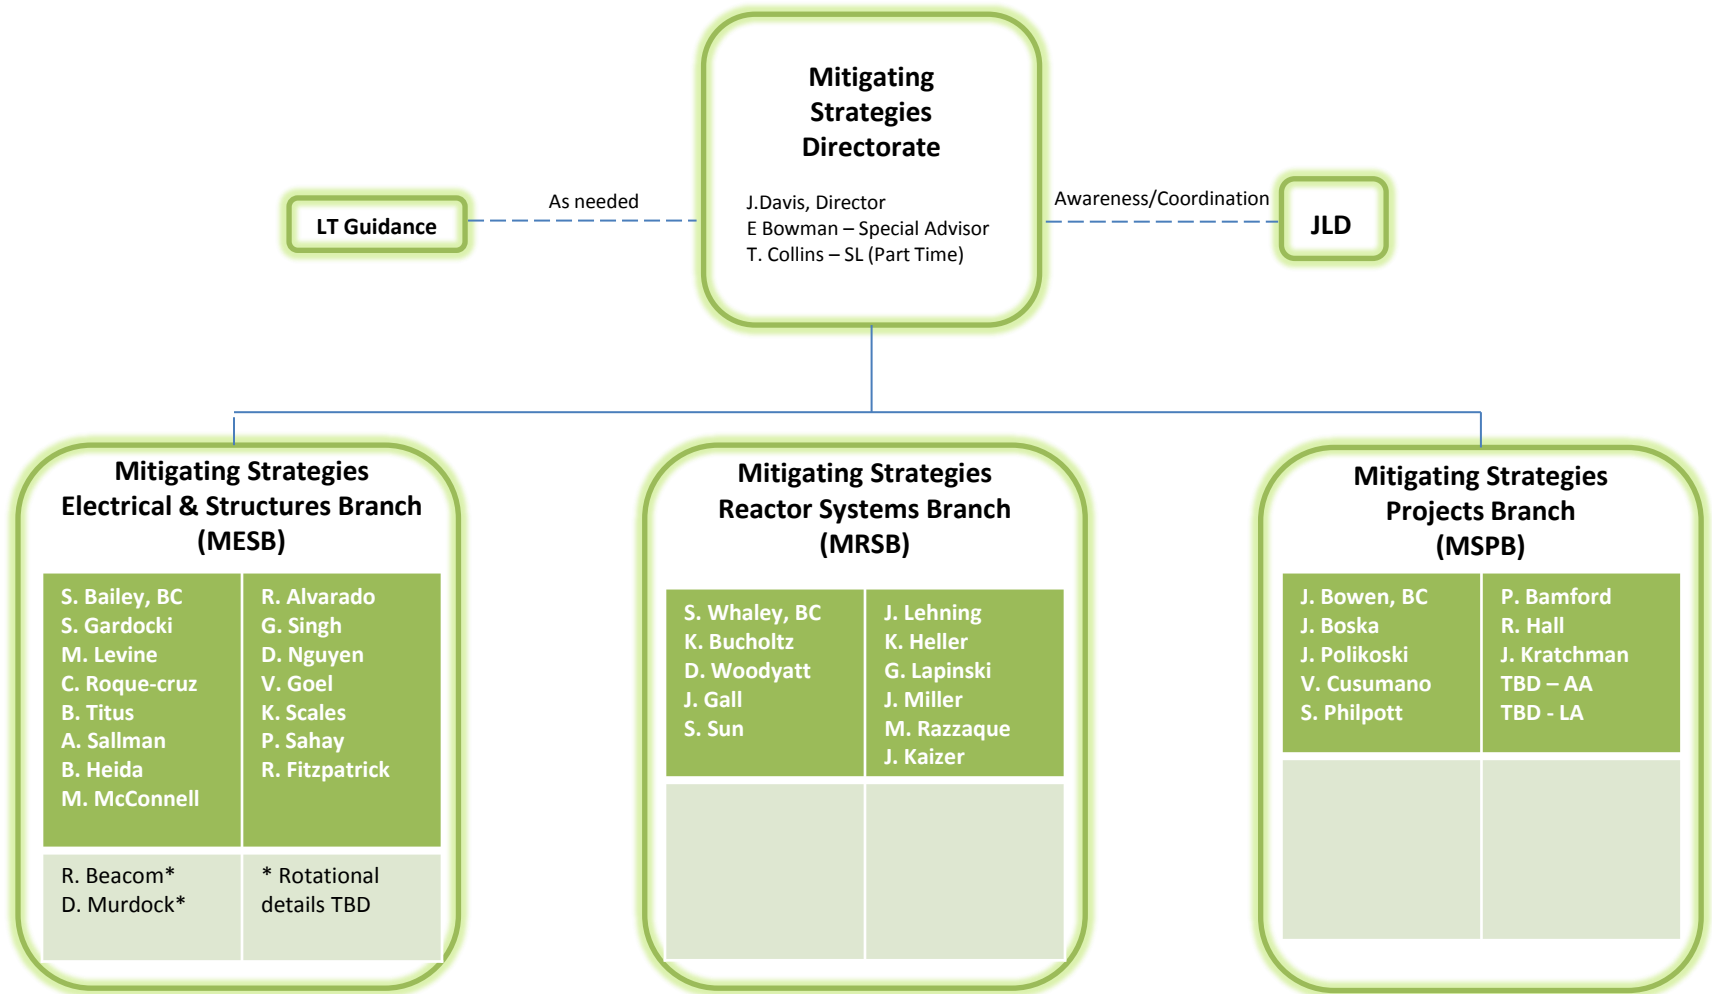 Mitigating
Strategies
Directorate
J.Davis, Director
E Bowman – Special Advisor
T. Collins – SL (Part Time)
LT Guidance
As needed
Awareness/Coordination
JLD
Mitigating Strategies
Electrical & Structures Branch
(MESB)
S. Bailey, BC
S. Gardocki
M. Levine
C. Roque-cruz
B. Titus
A. Sallman
B. Heida
M. McConnell
R. Alvarado
G. Singh
D. Nguyen
V. Goel
K. Scales
P. Sahay
R. Fitzpatrick
R. Beacom*
D. Murdock*
* Rotational
details TBD
Mitigating Strategies
Reactor Systems Branch
(MRSB)
S. Whaley, BC
K. Bucholtz
D. Woodyatt
J. Gall
S. Sun
J. Lehning
K. Heller
G. Lapinski
J. Miller
M. Razzaque
J. Kaizer
Mitigating Strategies
Projects Branch
(MSPB)
J. Bowen, BC
J. Boska
J. Polikoski
V. Cusumano
S. Philpott
P. Bamford
R. Hall
J. Kratchman
TBD – AA
TBD - LA